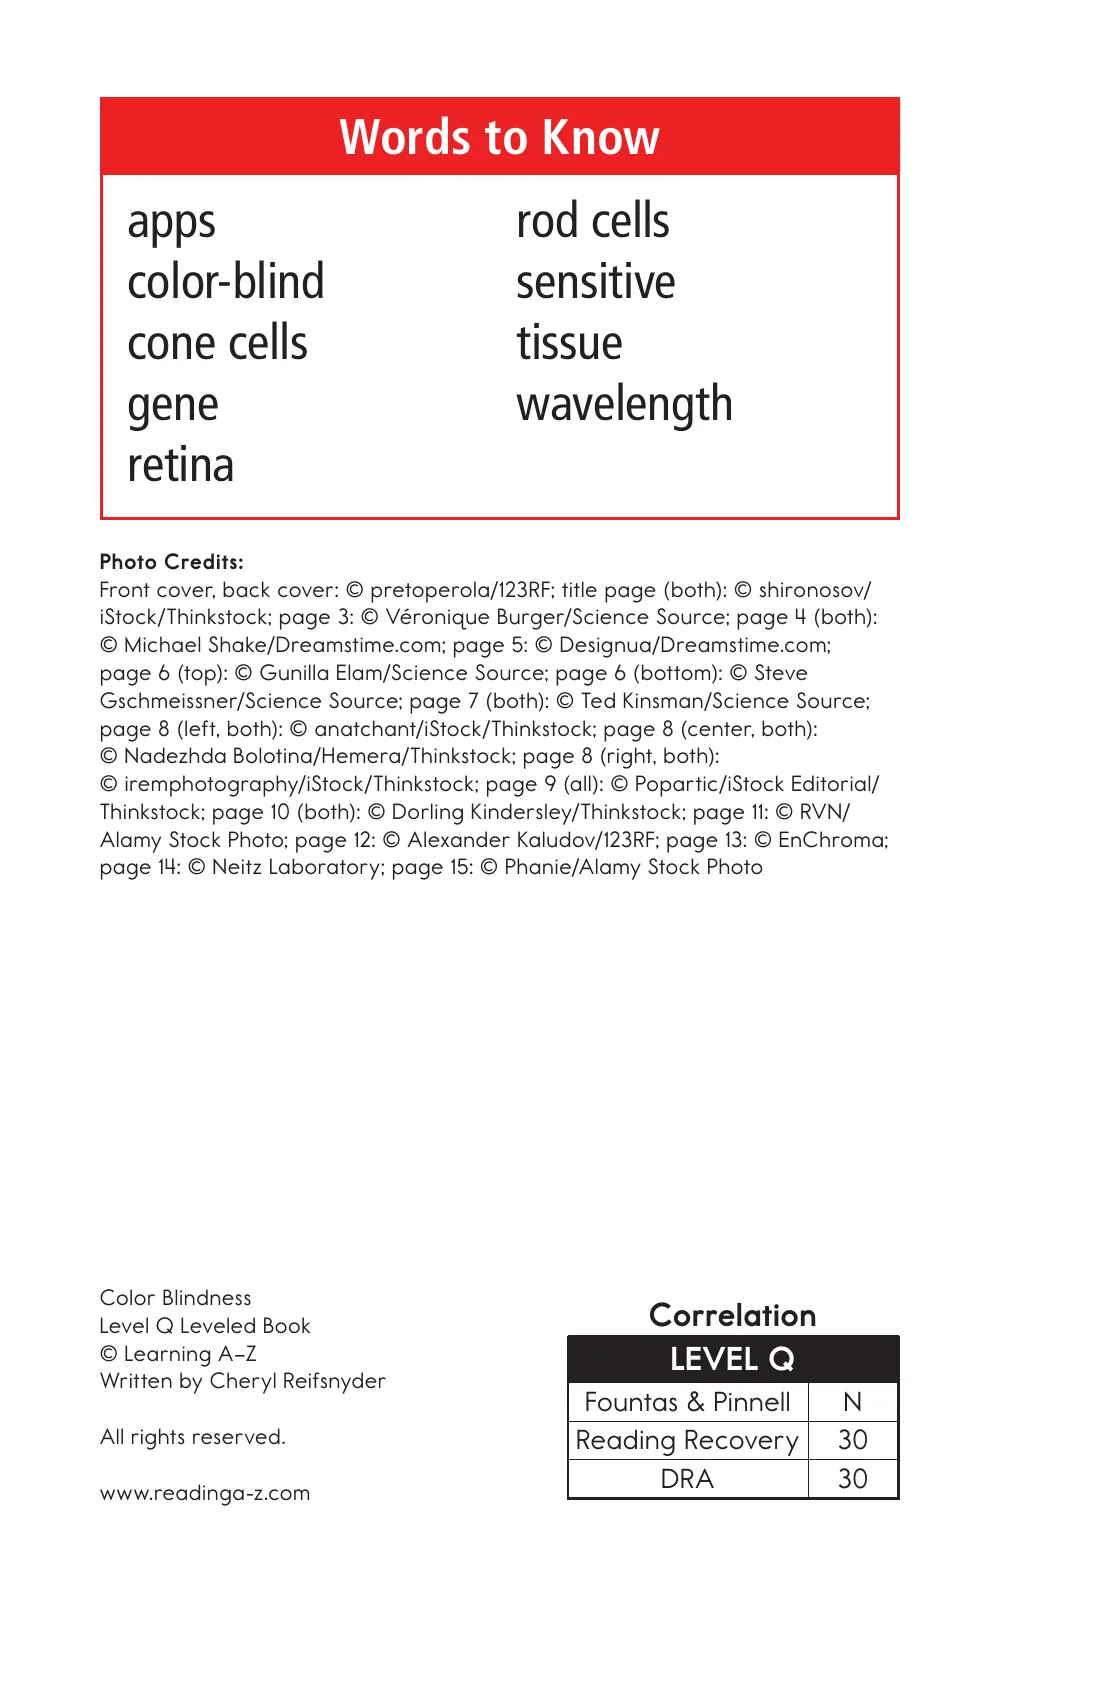 Words to Know
apps
color-blind
cone cells
gene
retina
rod cells
sensitive
tissue
wavelength
Photo Credits:
Front cover, back cover: © pretoperola/123RF; title page (both): © shironosov/
iStock/Thinkstock; page 3: © Véronique Burger/Science Source; page 4 (both):
© Michael Shake/Dreamstime.com; page 5: © Designua/Dreamstime.com;
page 6 (top): © Gunilla Elam/Science Source; page 6 (bottom): © Steve
Gschmeissner/Science Source; page 7 (both): © Ted Kinsman/Science Source;
page 8 (left, both): © anatchant/iStock/Thinkstock; page 8 (center, both):
© Nadezhda Bolotina/Hemera/Thinkstock; page 8 (right, both):
© iremphotography/iStock/Thinkstock; page 9 (all): © Popartic/iStock Editorial/
Thinkstock; page 10 (both): © Dorling Kindersley/Thinkstock; page 11: © RVN/
Alamy Stock Photo; page 12: © Alexander Kaludov/123RF; page 13: © EnChroma;
page 14: © Neitz Laboratory; page 15: © Phanie/Alamy Stock Photo
Color Blindness
Level Q Leveled Book
© Learning A–Z
Written by Cheryl Reifsnyder
All rights reserved.
www.readinga-z.com
Correlation
LEVEL Q
Fountas & Pinnell N
Reading Recovery 30
DRA 30